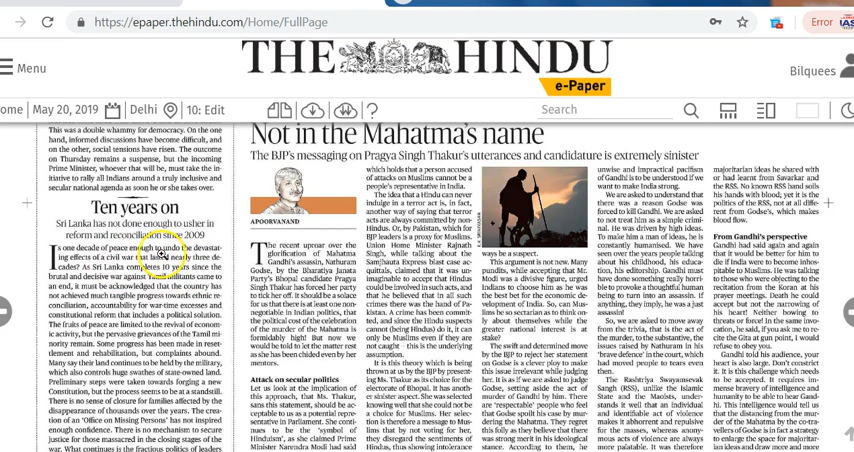 https://epaper.thehindu.com/Home/FullPage
Error
THE HINDU
e-Paper
Menu
Bilquees
ome | May 20, 2019 Delhi 10: Edit
?
Search
This was a double whammy for democracy. On the one
hand, informed discussions have become difficult, and
on the other, social tensions have risen. The outcome
on Thursday remains a suspense, but the incoming
Prime Minister, whoever that will be, must take the in-
itiative to rally all Indians around a truly inclusive and
secular national agenda as soon as he or she takes over.
Ten years on
Sri Lanka has not done enough to usher in
reform and reconciliation since 2009
Is one decade of peace enough to undo the devastat-
ing effects of a civil war that lasted nearly three de-
cades? As Sri Lanka completes 10 years since the
brutal and decisive war against Tamil militants came to
an end, it must be acknowledged that the country has
not achieved much tangible progress towards ethnic re-
conciliation, accountability for war-time excesses and
constitutional reform that includes a political solution.
The fruits of peace are limited to the revival of econom-
ic activity, but the pervasive grievances of the Tamil mi-
nority remain. Some progress has been made in reset-
tlement and rehabilitation, but complaints abound.
Many say their land continues to be held by the military,
which also controls huge swathes of state-owned land.
Preliminary steps were taken towards forging a new
Constitution, but the process seems to be at a standstill.
There is no sense of closure for families affected by the
disappearance of thousands over the years. The crea-
tion of an ‘Office on Missing Persons’ has not inspired
enough confidence. There is no mechanism to secure
justice for those massacred in the closing stages of the
war. What continues is the fractious politics of leaders
Not in the Mahatma’s name
The BJP’s messaging on Pragya Singh Thakur’s utterances and candidature is extremely sinister
APOORVANAND
The recent uproar over the
glorification of Mahatma
Gandhi’s assassin, Nathuram
Godse, by the Bharatiya Janata
Party’s Bhopal candidate Pragya
Singh Thakur has forced her party
to tick her off. It should be a solace
for us that there is at least one non-
negotiable in Indian politics, that
the political cost of the celebration
of the murder of the Mahatma is
formidably high! But now we
would be told to let the matter rest
as she has been chided even by her
mentors.
Attack on secular politics
Let us look at the implication of
this approach, that Ms. Thakur,
sans this statement, should be ac-
ceptable to us as a potential repre-
sentative in Parliament. She conti-
nues to be the ‘symbol of
Hinduism’, as she claimed Prime
Minister Narendra Modi had said
which holds that a person accused
of attacks on Muslims cannot be a
people’s representative in India.
The idea that a Hindu can never
indulge in a terror act is, in fact,
another way of saying that terror
acts are always committed by non-
Hindus. Or, by Pakistan, which for
BJP leaders is a proxy for Muslims.
Union Home Minister Rajnath
Singh, while talking about the
Samjhauta Express blast case ac-
quittals, claimed that it was un-
imaginable to accept that Hindus
could be involved in such acts, and
that he believed that in all such
crimes there was the hand of Pa-
kistan. A crime has been commit-
ted, and since the Hindu suspects
cannot (being Hindus) do it, it can
only be Muslims even if they are
not caught – this is the underlying
assumption.
It is this theory which is being
thrown at us by the BJP by present-
ing Ms. Thakur as its choice for the
electorate of Bhopal. It has anoth-
er sinister aspect. She was selected
knowing well that she could not be
a choice for Muslims. Her selec-
tion is therefore a message to Mus-
lims that by not voting for her,
they disregard the sentiments of
Hindus, thus showing intolerance
ways be a suspect.
This argument is not new. Many
pundits, while accepting that Mr.
Modi was a divisive figure, urged
Indians to choose him as he was
the best for the economic de-
velopment of India. So, can Mus-
lims be so sectarian as to think on-
ly about themselves while the
greater national interest is at
stake?
The swift and determined move
by the BJP to reject her statement
on Godse is a clever ploy to make
this issue irrelevant while judging
her. It is as if we are asked to judge
Godse, setting aside the act of
murder of Gandhi by him. There
are ‘respectable’ people who feel
that Godse spoilt his case by mur-
dering the Mahatma. They regret
this folly as they believe that there
was strong merit in his ideological
stance. According to them, he
unwise and impractical pacifism
of Gandhi is to be understood if we
want to make India strong.
We are asked to understand
that there was a reason Godse was
forced to kill Gandhi. We are asked
to not treat him as a simple crimi-
nal. He was driven by high ideas.
To make him a man of ideas, he is
constantly humanised. We have
seen over the years people talking
about his childhood, his educa-
tion, his editorship. Gandhi must
have done something really horri-
ble to provoke a thoughtful human
being to turn into an assassin. If
anything, they imply, he was a just
assassin!
So, we are asked to move away
from the trivia, that is the act of
the murder, to the substantive, the
issues raised by Nathuram in his
‘brave defence’ in the court, which
had moved people to tears even
then.
The Rashtriya Swayamsevak
Sangh (RSS), unlike the Islamic
State and the Maoists, under-
stands it well that an individual
and identifiable act of violence
makes it abhorrent and repulsive
for the masses, whereas anony-
mous acts of violence are always
more palatable. It was therefore
majoritarian ideas he shared with
or had learnt from Savarkar and
the RSS. No known RSS hand soils
his hands with blood; yet it is the
politics of the RSS, not at all differ-
ent from Godse’s, which makes
blood flow.
From Gandhi’s perspective
Gandhi had said again and again
that it would be better for him to
die if India were to become inhos-
pitable to Muslims. He was talking
to those who were objecting to the
recitation from the Koran at his
prayer meetings. Death he could
accept but not the narrowing of
his heart! Neither bowing to
threats or force! In the same invo-
cation, he said, if you ask me to re-
cite the Gita at gun point, I would
refuse to obey you.
Gandhi told his audience, your
heart is also large. Don’t constrict
it. It is this challenge which needs
to be accepted. It requires im-
mense bravery of intelligence and
humanity to be able to hear Gand-
hi. This intelligence would tell us
that the distancing from the mur-
der of the Mahatma by the co-tra-
vellers of Godse is in fact a strategy
to enlarge the space for majoritar-
ian ideas and draw more and more